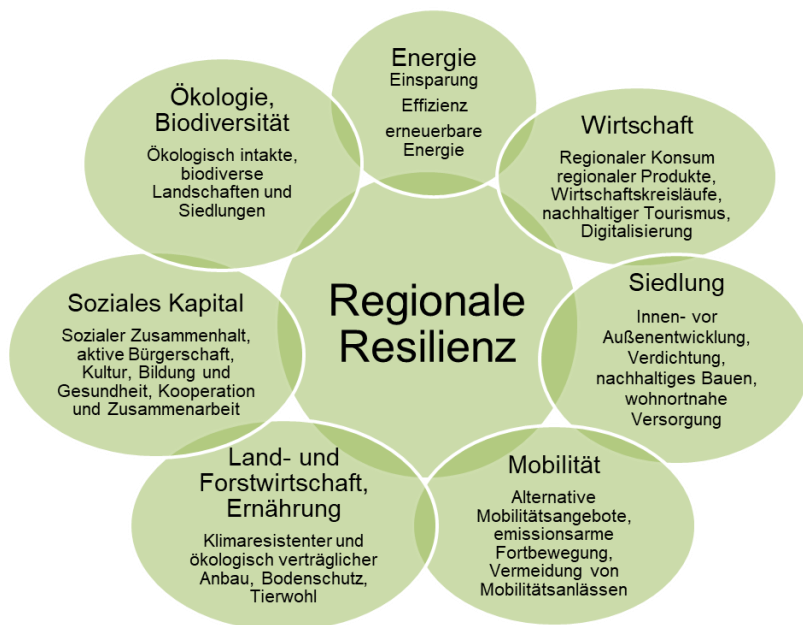 Energie
Einsparung
Effizienz
erneuerbare
Energie
Wirtschaft
Regionaler Konsum
regionaler Produkte,
Wirtschaftskreisläufe,
nachhaltiger Tourismus,
Digitalisierung
Siedlung
Innen- vor
Außenentwicklung,
Verdichtung,
nachhaltiges Bauen,
wohnortnahe
Versorgung
Mobilität
Alternative
Mobilitätsangebote,
emissionsarme
Fortbewegung,
Vermeidung von
Mobilitätsanlässen
Land- und
Forstwirtschaft,
Ernährung
Klimaresistenter und
ökologisch verträglicher
Anbau, Bodenschutz,
Tierwohl
Soziales Kapital
Sozialer Zusammenhalt,
aktive Bürgerschaft,
Kultur, Bildung und
Gesundheit, Kooperation
und Zusammenarbeit
Ökologie,
Biodiversität
Ökologisch intakte,
biodiverse
Landschaften und
Siedlungen
Regionale
Resilienz